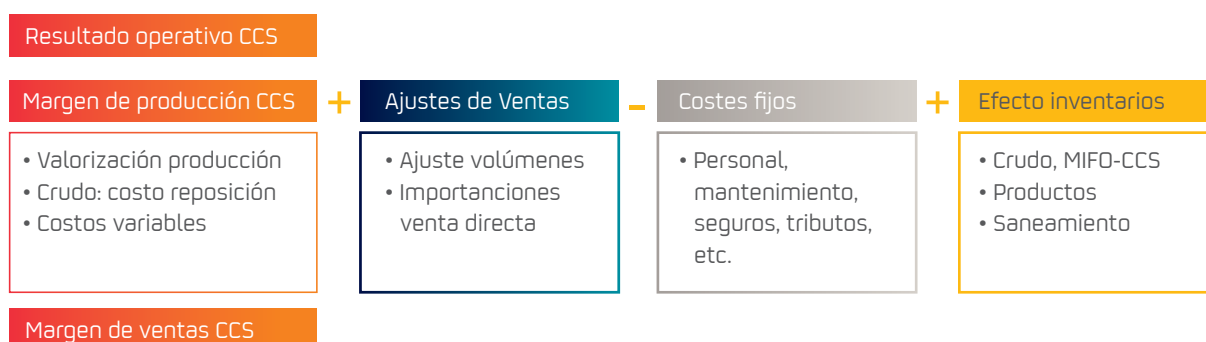 Resultado operativo CCS
Margen de producción CCS + Ajustes de Ventas - Costes fijos + Efecto inventarios
• Valorización producción
• Crudo: costo reposición
• Costos variables
• Ajuste volúmenes
• Importanciones
venta directa
• Personal,
mantenimiento,
seguros, tributos,
etc.
• Crudo, MIFO-CCS
• Productos
• Saneamiento
Margen de ventas CCS